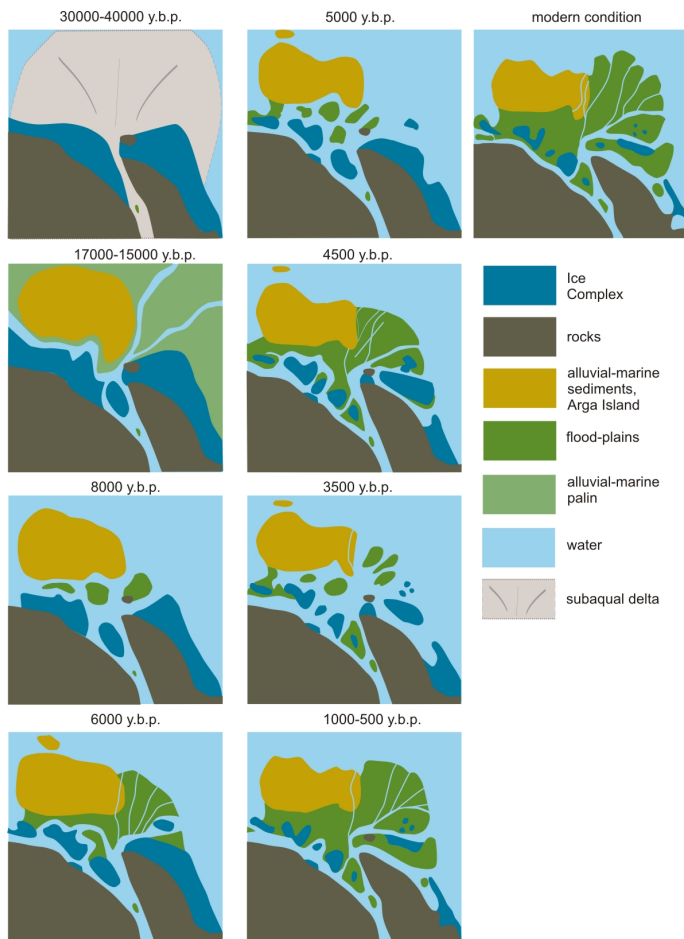 30000-40000 y.b.p.
5000 y.b.p.
modern condition
17000-15000 y.b.p.
4500 y.b.p.
Ice
Complex
rocks
alluvial-marine
sediments,
Arga Island
flood-plains
alluvial-marine
palin
water
subaqual delta
8000 y.b.p.
3500 y.b.p.
6000 y.b.p.
1000-500 y.b.p.